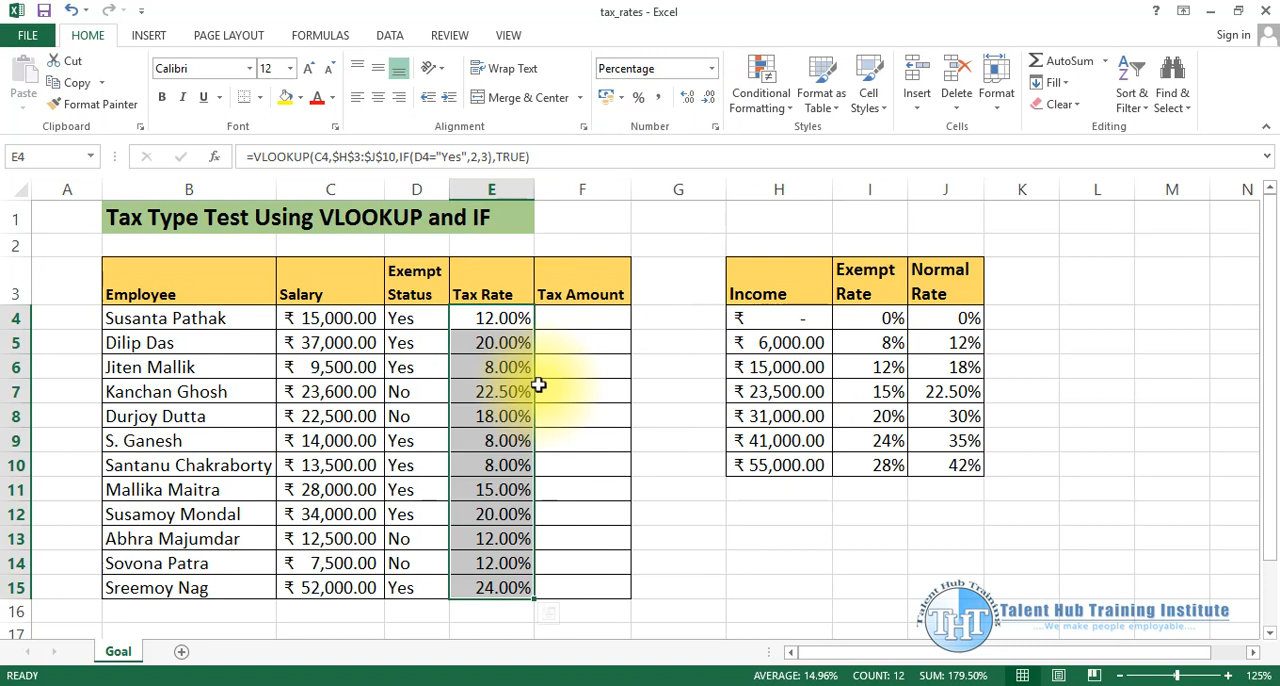 tax_rates - Excel
?
FILE HOME INSERT PAGE LAYOUT FORMULAS DATA REVIEW VIEW Sign in
Paste Cut Copy Format Painter
Calibri 12
B I U
Wrap Text
Merge & Center
Percentage
%
Conditional Formatting
Format as Table
Cell Styles
Insert Delete Format
AutoSum
Fill
Clear
Sort & Filter
Find & Select
Clipboard Font Alignment Number Styles Cells Editing
E4 fx =VLOOKUP(C4,$H$3:$J$10,IF(D4="Yes",2,3),TRUE)
A B C D E F G H I J K L M N
1 Tax Type Test Using VLOOKUP and IF
2
3 Employee Salary Exempt Status Tax Rate Tax Amount Income Exempt Rate Normal Rate
4 Susanta Pathak ₹ 15,000.00 Yes 12.00% ₹ - 0% 0%
5 Dilip Das ₹ 37,000.00 Yes 20.00% ₹ 6,000.00 8% 12%
6 Jiten Mallik ₹ 9,500.00 Yes 8.00% ₹ 15,000.00 12% 18%
7 Kanchan Ghosh ₹ 23,600.00 No 22.50% ₹ 23,500.00 15% 22.50%
8 Durjoy Dutta ₹ 22,500.00 No 18.00% ₹ 31,000.00 20% 30%
9 S. Ganesh ₹ 14,000.00 Yes 8.00% ₹ 41,000.00 24% 35%
10 Santanu Chakraborty ₹ 13,500.00 Yes 8.00% ₹ 55,000.00 28% 42%
11 Mallika Maitra ₹ 28,000.00 Yes 15.00%
12 Susamoy Mondal ₹ 34,000.00 Yes 20.00%
13 Abhra Majumdar ₹ 12,500.00 No 12.00%
14 Sovona Patra ₹ 7,500.00 No 12.00%
15 Sreemoy Nag ₹ 52,000.00 Yes 24.00%
16
17
Talent Hub Training
THT
Talent Hub Training Institute
....We make people employable....
Goal
READY AVERAGE: 14.96% COUNT: 12 SUM: 179.50% 125%